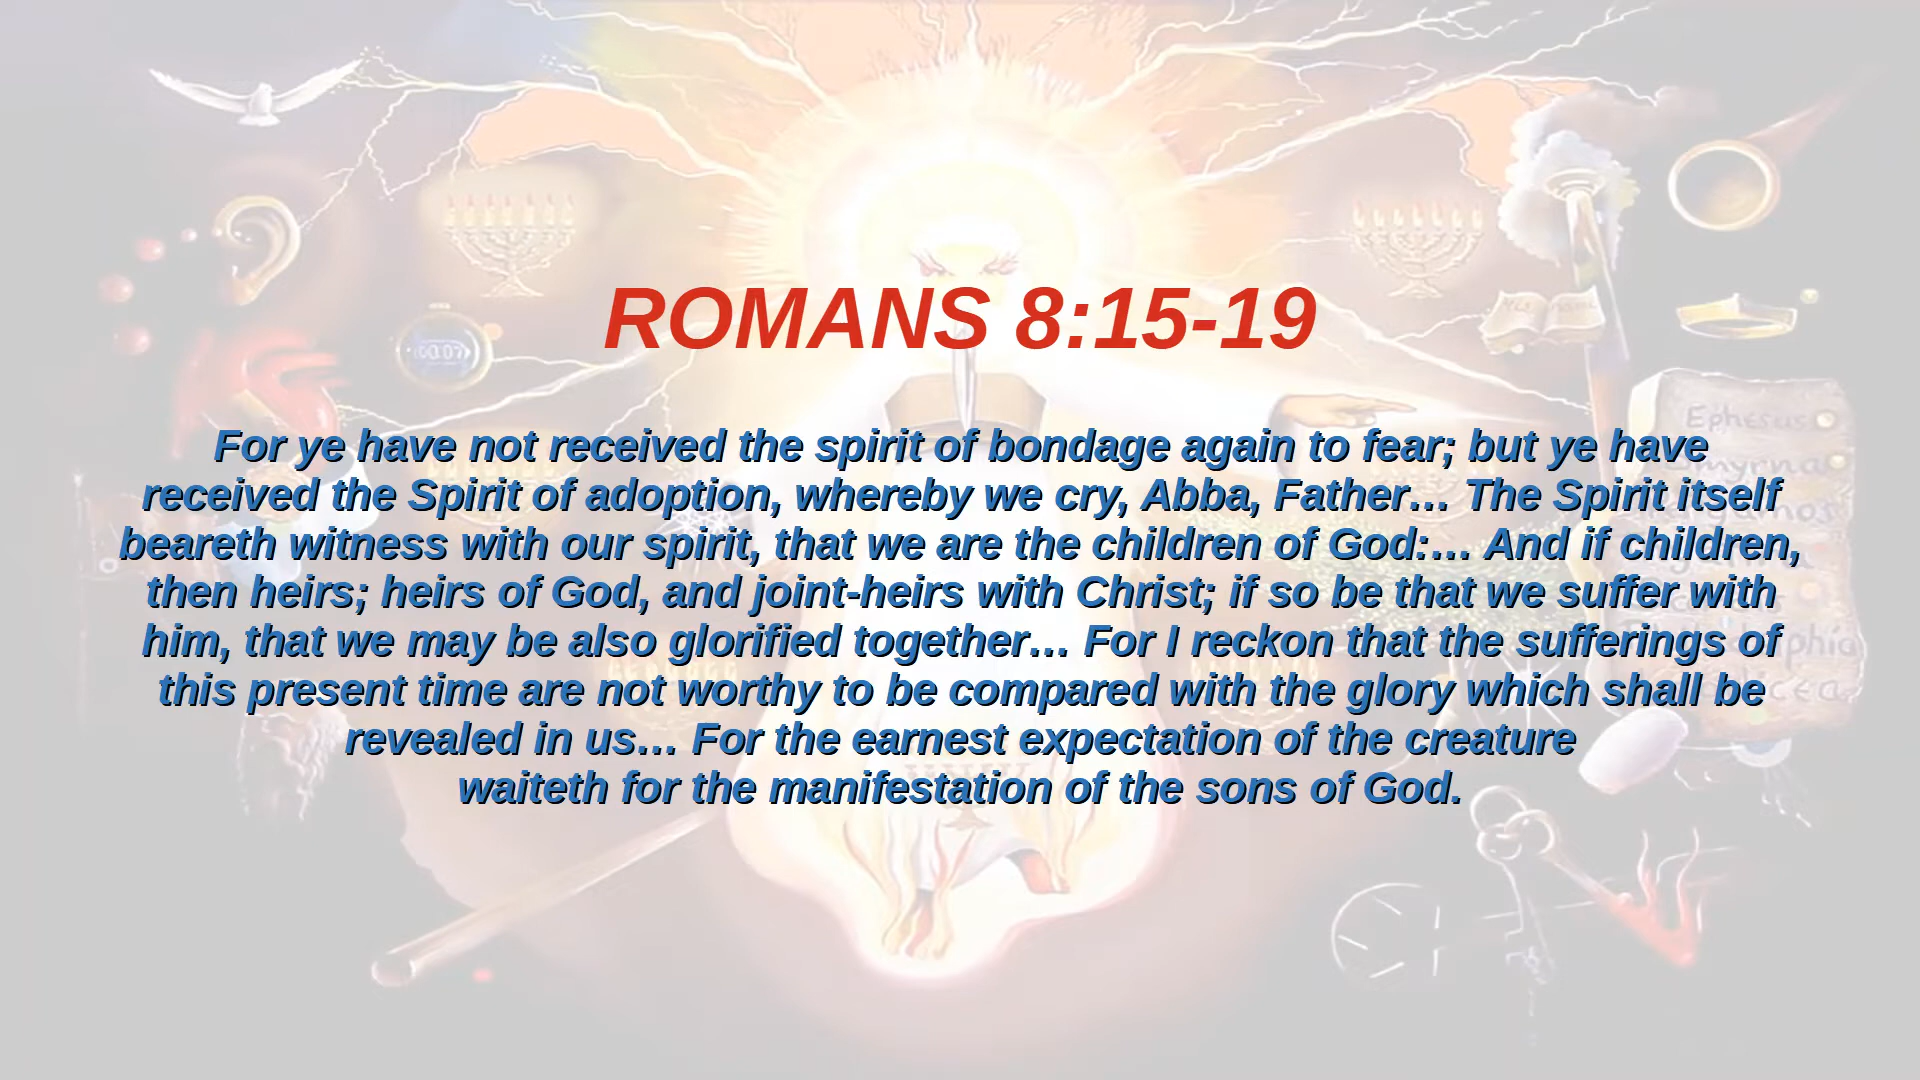 ROMANS 8:15-19
For ye have not received the spirit of bondage again to fear; but ye have
received the Spirit of adoption, whereby we cry, Abba, Father… The Spirit itself
beareth witness with our spirit, that we are the children of God:… And if children,
then heirs; heirs of God, and joint-heirs with Christ; if so be that we suffer with
him, that we may be also glorified together… For I reckon that the sufferings of
this present time are not worthy to be compared with the glory which shall be
revealed in us… For the earnest expectation of the creature
waiteth for the manifestation of the sons of God.
Ephesus